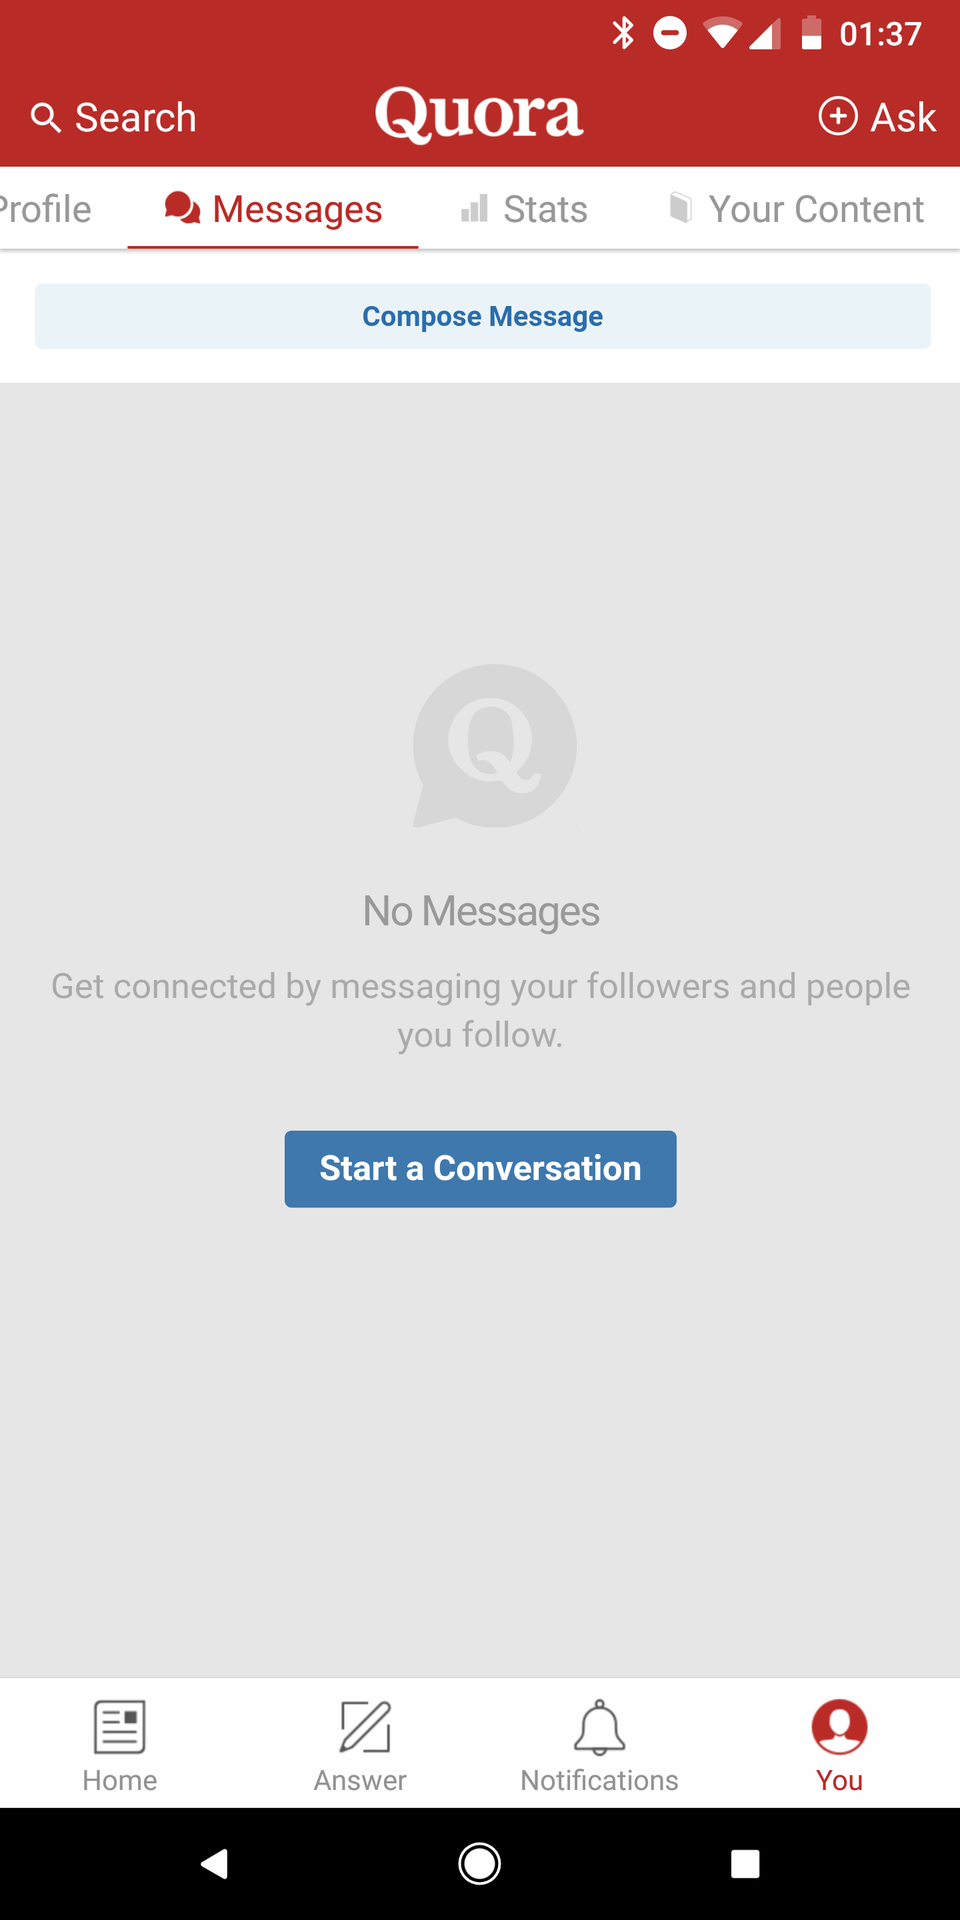 01:37
Search Quora Ask
Profile Messages Stats Your Content
Compose Message
Q
No Messages
Get connected by messaging your followers and people
you follow.
Start a Conversation
Home Answer Notifications You